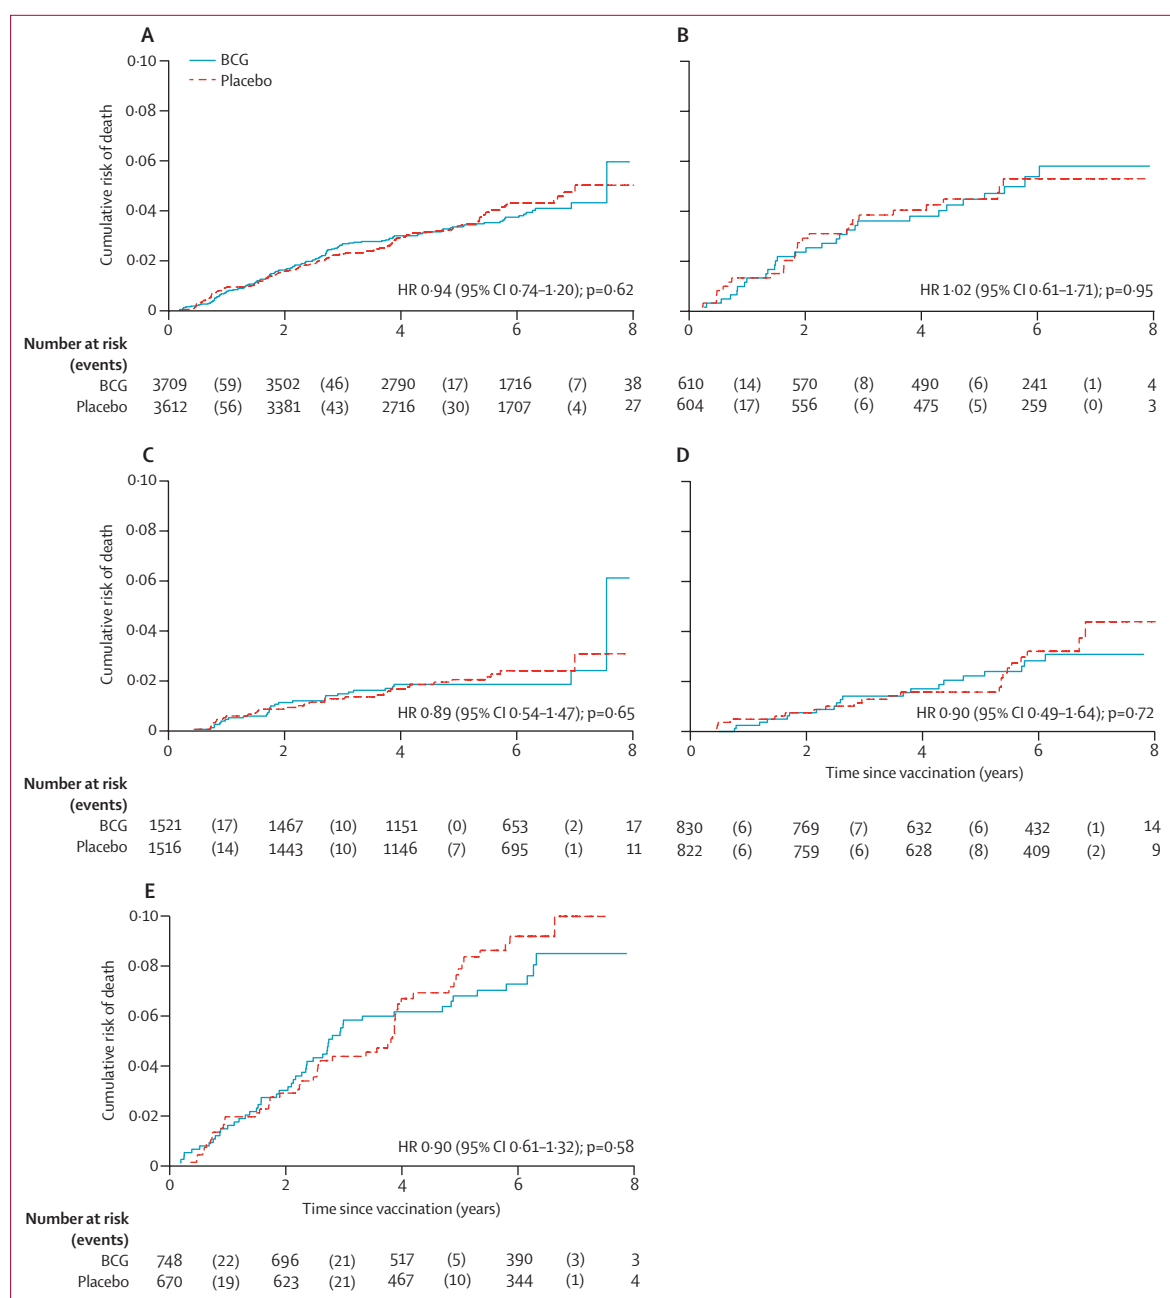 A
BCG
Placebo
0·10
0·08
0·06
0·04
0·02
0
Cumulative risk of death
HR 0·94 (95% CI 0·74–1·20); p=0·62
0 2 4 6 8
B
HR 1·02 (95% CI 0·61–1·71); p=0·95
0 2 4 6 8
Number at risk
(events)
BCG 3709 (59) 3502 (46) 2790 (17) 1716 (7) 38 610 (14) 570 (8) 490 (6) 241 (1) 4
Placebo 3612 (56) 3381 (43) 2716 (30) 1707 (4) 27 604 (17) 556 (6) 475 (5) 259 (0) 3
C
0·10
0·08
0·06
0·04
0·02
0
Cumulative risk of death
HR 0·89 (95% CI 0·54–1·47); p=0·65
0 2 4 6 8
D
HR 0·90 (95% CI 0·49–1·64); p=0·72
0 2 4 6 8
Time since vaccination (years)
Number at risk
(events)
BCG 1521 (17) 1467 (10) 1151 (0) 653 (2) 17 830 (6) 769 (7) 632 (6) 432 (1) 14
Placebo 1516 (14) 1443 (10) 1146 (7) 695 (1) 11 822 (6) 759 (6) 628 (8) 409 (2) 9
E
0·10
0·08
0·06
0·04
0·02
0
Cumulative risk of death
HR 0·90 (95% CI 0·61–1·32); p=0·58
0 2 4 6 8
Time since vaccination (years)
Number at risk
(events)
BCG 748 (22) 696 (21) 517 (5) 390 (3) 3
Placebo 670 (19) 623 (21) 467 (10) 344 (1) 4